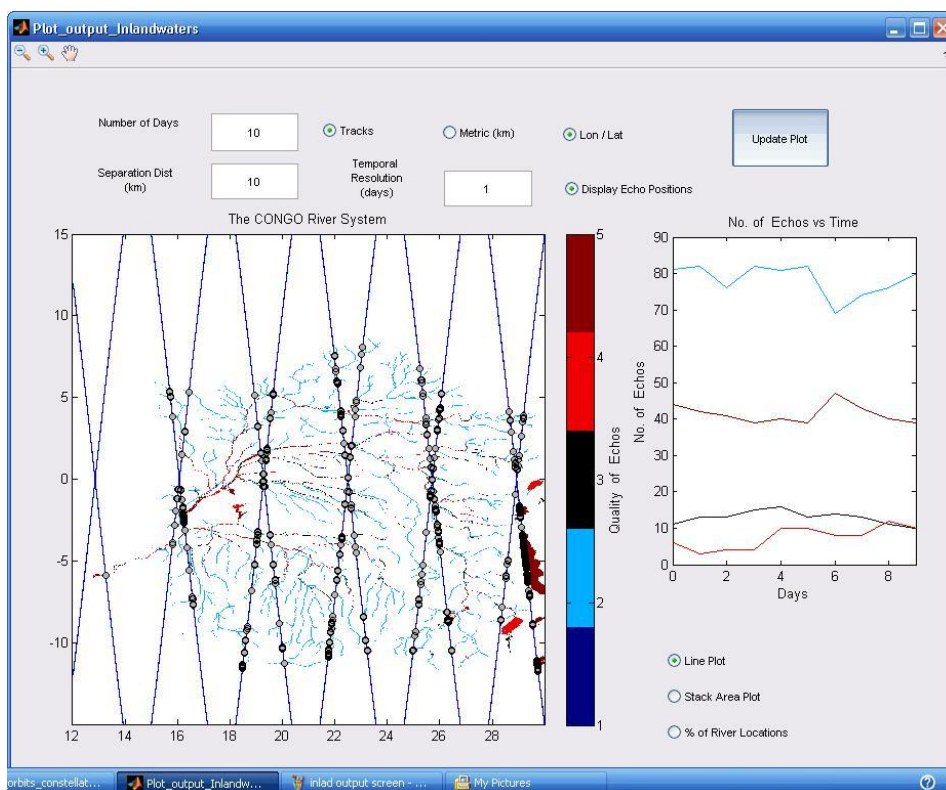 Plot_output_Inlandwaters
Number of Days
10
Tracks
Metric (km)
Lon / Lat
Update Plot
Separation Dist
(km)
10
Temporal
Resolution
(days)
1
Display Echo Positions
The CONGO River System
15
10
5
0
-5
-10
12
14
16
18
20
22
24
26
28
5
4
3
2
1
Quality of Echos
No. of Echos vs Time
90
80
70
60
50
40
30
20
10
0
No. of Echos
0
2
4
6
8
Days
Line Plot
Stack Area Plot
% of River Locations
orbits_constellat...
Plot_output_Inlandw...
inlad output screen - ...
My Pictures